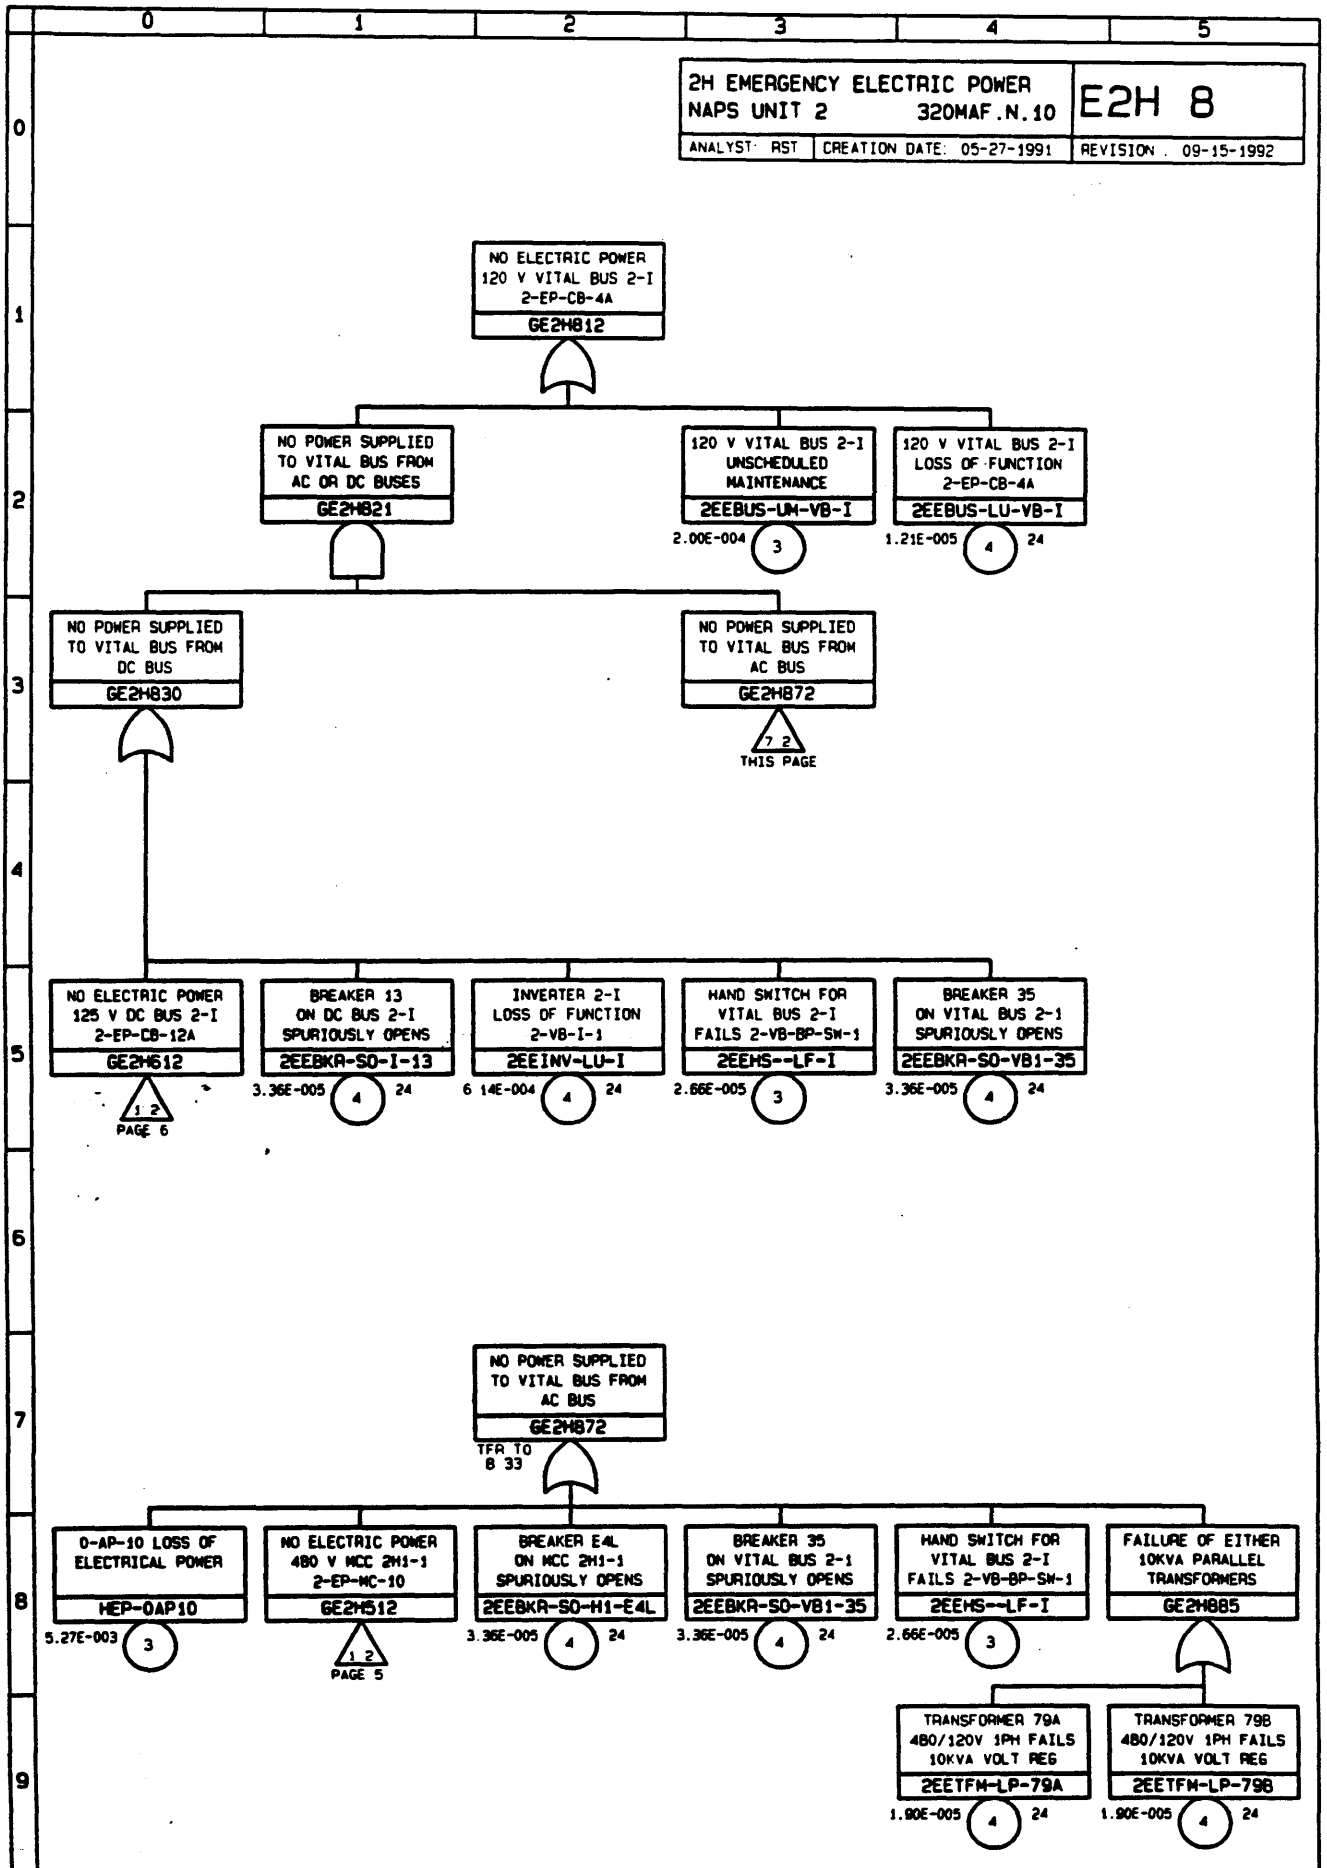 0 1 2 3 4 5
2H EMERGENCY ELECTRIC POWER
NAPS UNIT 2 320MAF.N.10
E2H 8
ANALYST: RST
CREATION DATE: 05-27-1991
REVISION . 09-15-1992
0
NO ELECTRIC POWER
120 V VITAL BUS 2-I
2-EP-CB-4A
GE2H812
1
NO POWER SUPPLIED
TO VITAL BUS FROM
AC OR DC BUSES
GE2H821
120 V VITAL BUS 2-I
UNSCHEDULED
MAINTENANCE
2EEBUS-UM-VB-I
2.00E-004
3
120 V VITAL BUS 2-I
LOSS OF FUNCTION
2-EP-CB-4A
2EEBUS-LU-VB-I
1.21E-005
4
24
2
NO POWER SUPPLIED
TO VITAL BUS FROM
DC BUS
GE2H830
NO POWER SUPPLIED
TO VITAL BUS FROM
AC BUS
GE2H872
7 2
THIS PAGE
3
4
NO ELECTRIC POWER
125 V DC BUS 2-I
2-EP-CB-12A
GE2H612
1 2
PAGE 6
BREAKER 13
ON DC BUS 2-I
SPURIOUSLY OPENS
2EEBKR-SO-I-13
3.36E-005
4
24
INVERTER 2-I
LOSS OF FUNCTION
2-VB-I-1
2EEINV-LU-I
6 14E-004
4
24
HAND SWITCH FOR
VITAL BUS 2-I
FAILS 2-VB-BP-SW-1
2EEHS--LF-I
2.66E-005
3
BREAKER 35
ON VITAL BUS 2-1
SPURIOUSLY OPENS
2EEBKR-SO-VB1-35
3.36E-005
4
24
5
6
NO POWER SUPPLIED
TO VITAL BUS FROM
AC BUS
GE2H872
TFR TO
8 33
7
0-AP-10 LOSS OF
ELECTRICAL POWER
HEP-0AP10
5.27E-003
3
NO ELECTRIC POWER
480 V MCC 2H1-1
2-EP-MC-10
GE2H512
1 2
PAGE 5
BREAKER E4L
ON MCC 2H1-1
SPURIOUSLY OPENS
2EEBKR-SO-H1-E4L
3.36E-005
4
24
BREAKER 35
ON VITAL BUS 2-1
SPURIOUSLY OPENS
2EEBKR-SO-VB1-35
3.36E-005
4
24
HAND SWITCH FOR
VITAL BUS 2-I
FAILS 2-VB-BP-SW-1
2EEHS--LF-I
2.66E-005
3
FAILURE OF EITHER
10KVA PARALLEL
TRANSFORMERS
GE2H885
8
TRANSFORMER 79A
480/120V 1PH FAILS
10KVA VOLT REG
2EETFM-LP-79A
1.90E-005
4
24
TRANSFORMER 79B
480/120V 1PH FAILS
10KVA VOLT REG
2EETFM-LP-79B
1.90E-005
4
24
9